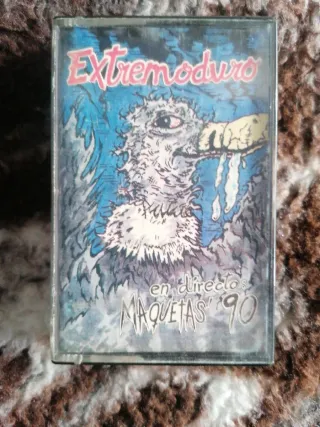 Extremoduro
en directo
MAQUETAS '90